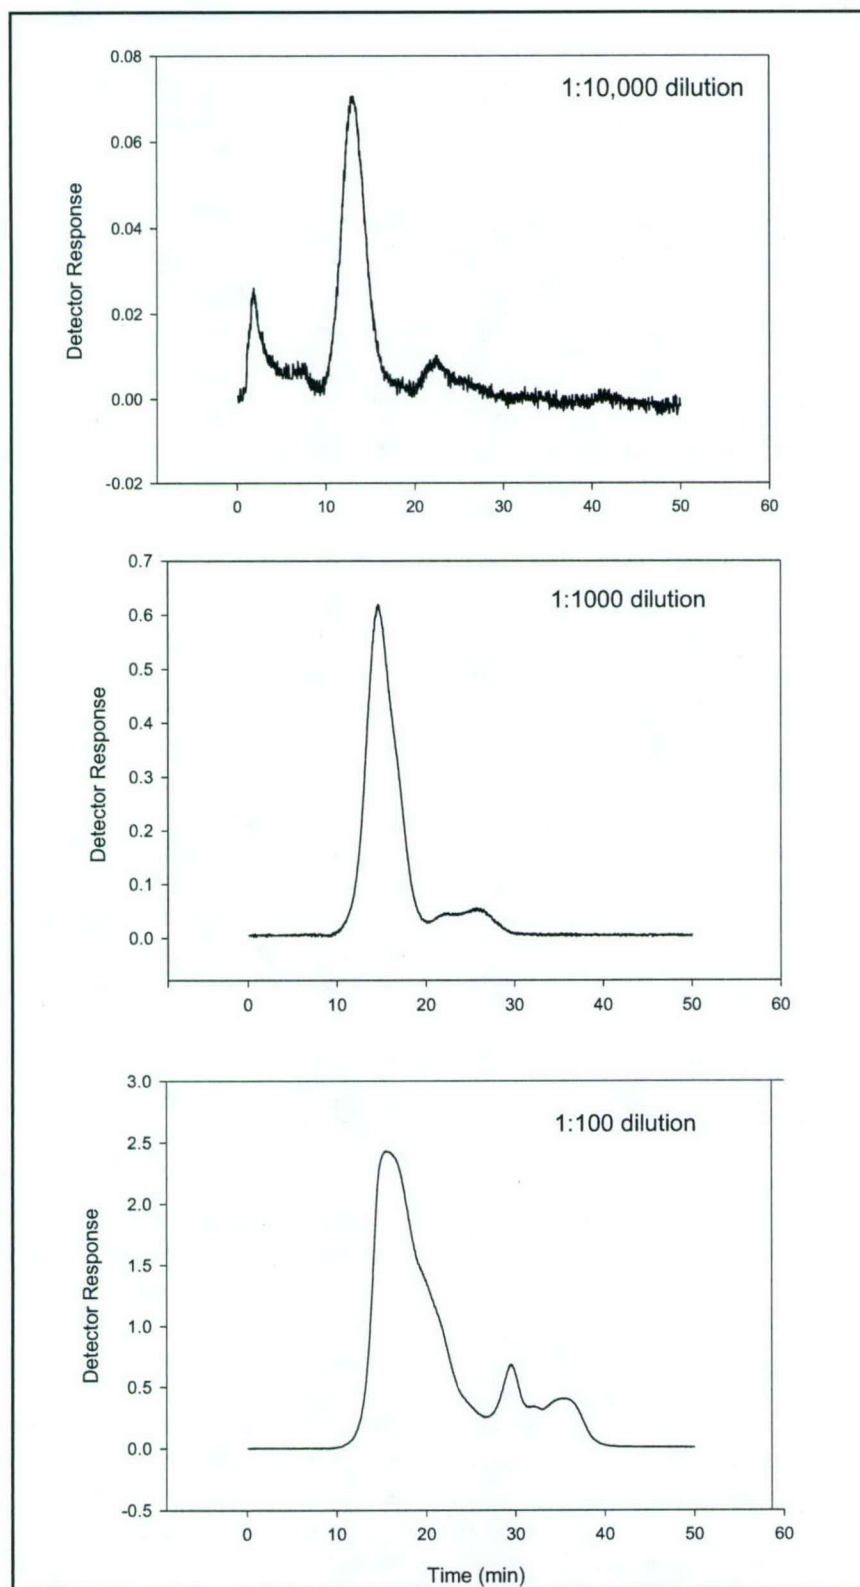 1:10,000 dilution
0.08
0.06
0.04
0.02
0.00
-0.02
Detector Response
0 10 20 30 40 50 60
1:1000 dilution
0.7
0.6
0.5
0.4
0.3
0.2
0.1
0.0
Detector Response
0 10 20 30 40 50 60
1:100 dilution
3.0
2.5
2.0
1.5
1.0
0.5
0.0
-0.5
Detector Response
0 10 20 30 40 50 60
Time (min)